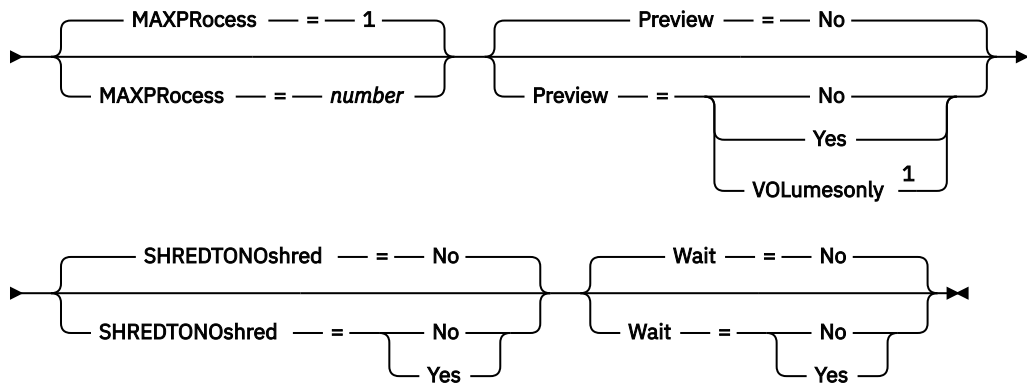 MAXPRocess = 1 Preview = No
MAXPRocess = number Preview = No
Yes
VOLumesonly 1
SHREDTONOshred = No Wait = No
SHREDTONOshred = No Wait = No
Yes Yes